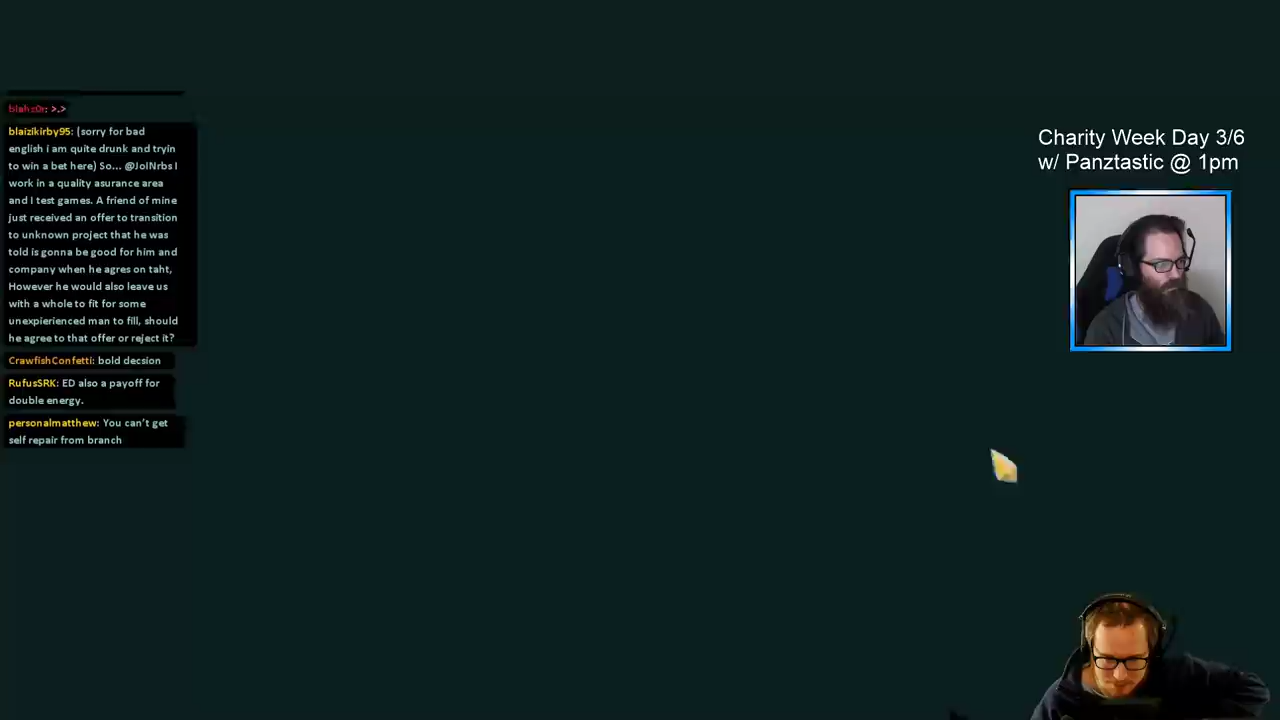 blahs0r: >.>
blaizikirby95: (sorry for bad
english i am quite drunk and tryin
to win a bet here) So... @JoINrbs I
work in a quality asurance area
and I test games. A friend of mine
just received an offer to transition
to unknown project that he was
told is gonna be good for him and
company when he agres on taht,
However he would also leave us
with a whole to fit for some
unexpierienced man to fill, should
he agree to that offer or reject it?
CrawfishConfetti: bold decsion
RufusSRK: ED also a payoff for
double energy.
personalmatthew: You can't get
self repair from branch
Charity Week Day 3/6
w/ Panztastic @ 1pm